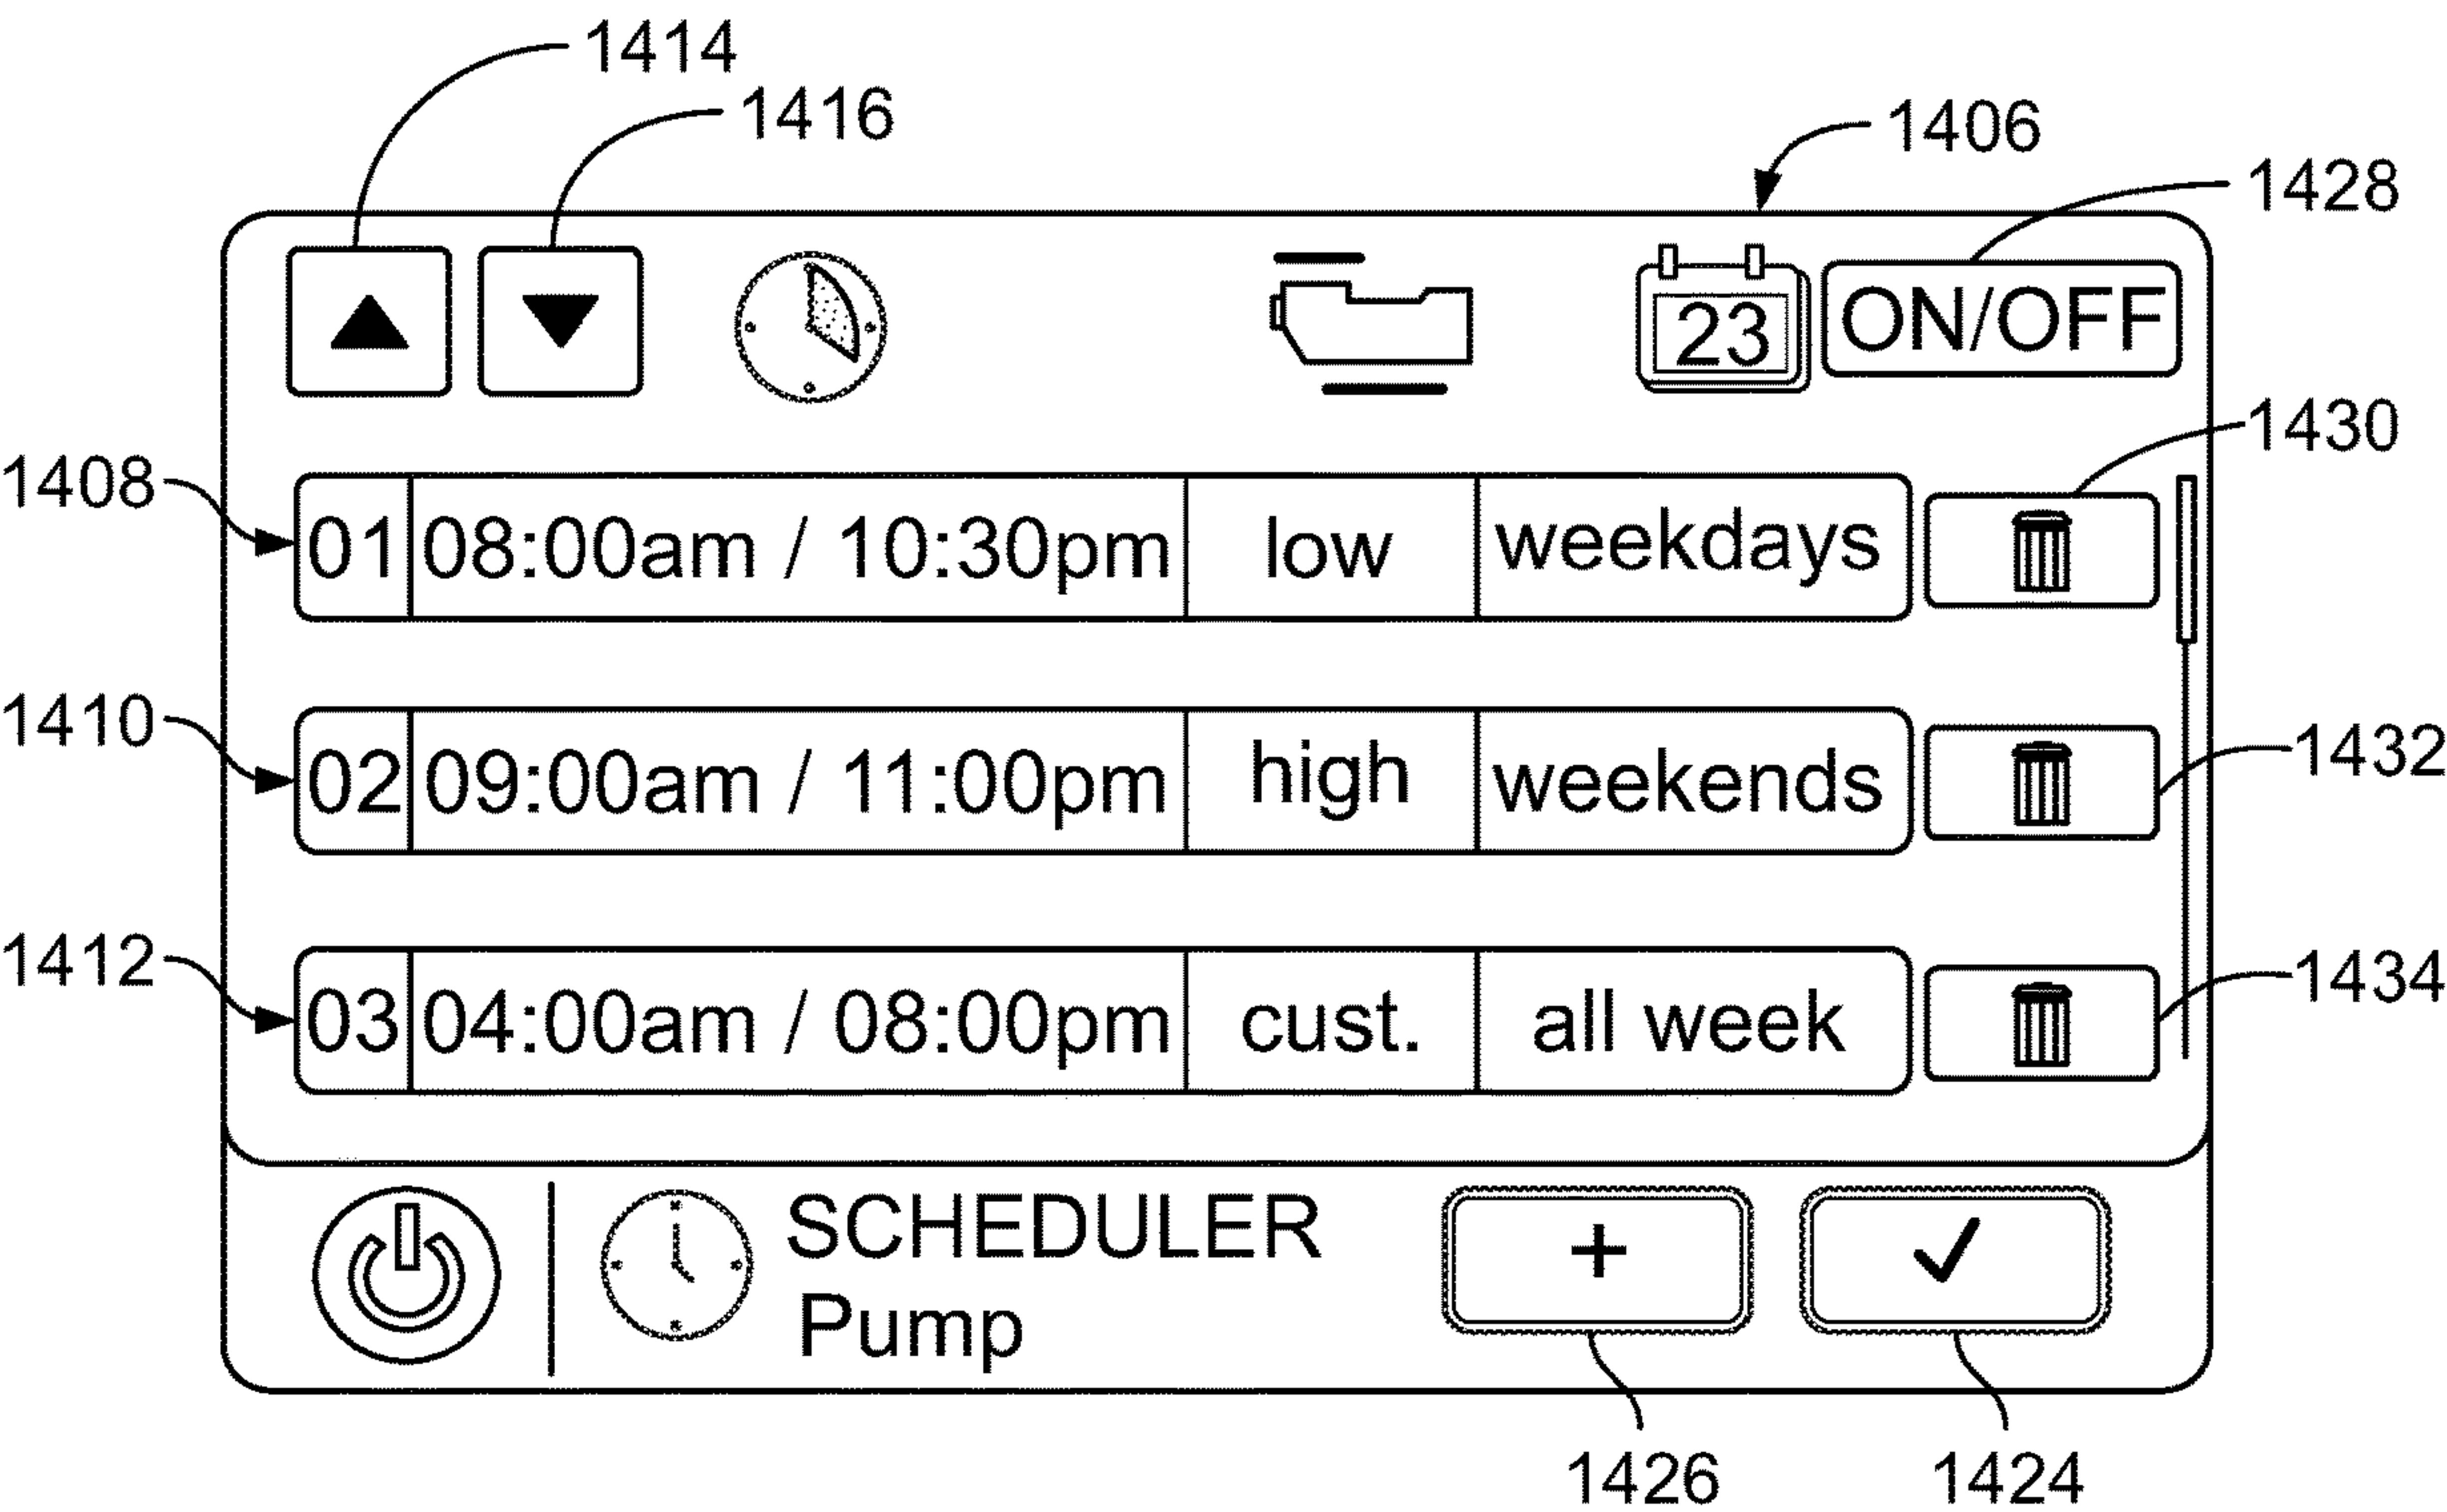 1414
1416
1406
1428
23 ON/OFF
1430
1408
01 08:00am / 10:30pm low weekdays
1410
02 09:00am / 11:00pm high weekends
1432
1412
03 04:00am / 08:00pm cust. all week
1434
SCHEDULER
Pump
+
1426 1424